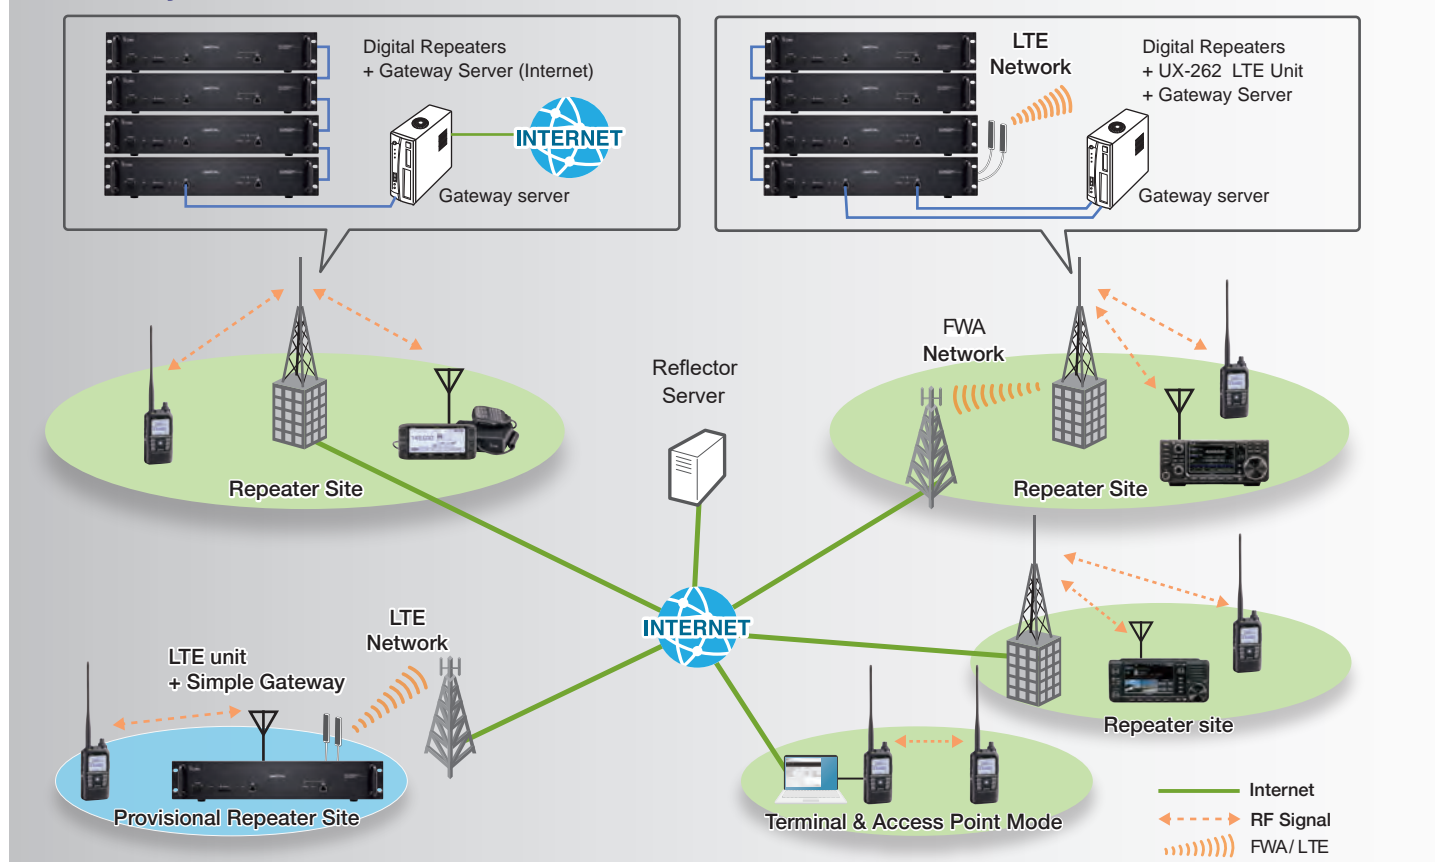 Digital Repeaters
+ Gateway Server (Internet)
INTERNET
Gateway server
LTE
Network
Digital Repeaters
+ UX-262 LTE Unit
+ Gateway Server
Gateway server
Repeater Site
Reflector
Server
FWA
Network
Repeater Site
INTERNET
LTE
Network
LTE unit
+ Simple Gateway
Provisional Repeater Site
Repeater site
Terminal & Access Point Mode
Internet
RF Signal
FWA/ LTE